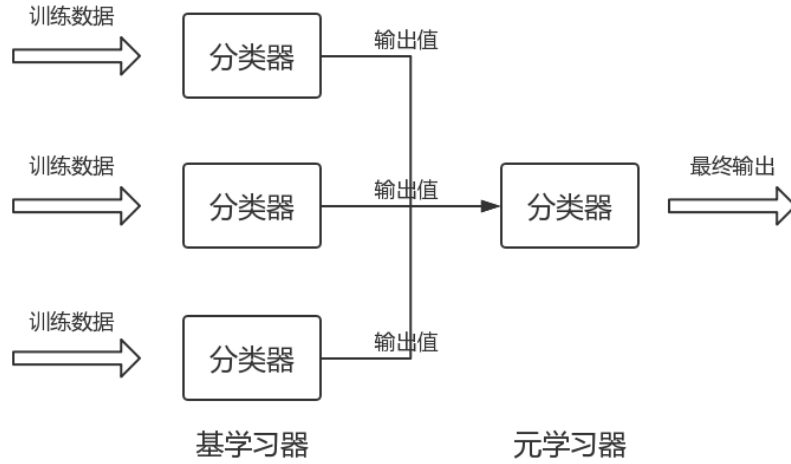 训练数据
分类器
输出值
训练数据
分类器
输出值
分类器
最终输出
训练数据
分类器
输出值
基学习器
元学习器